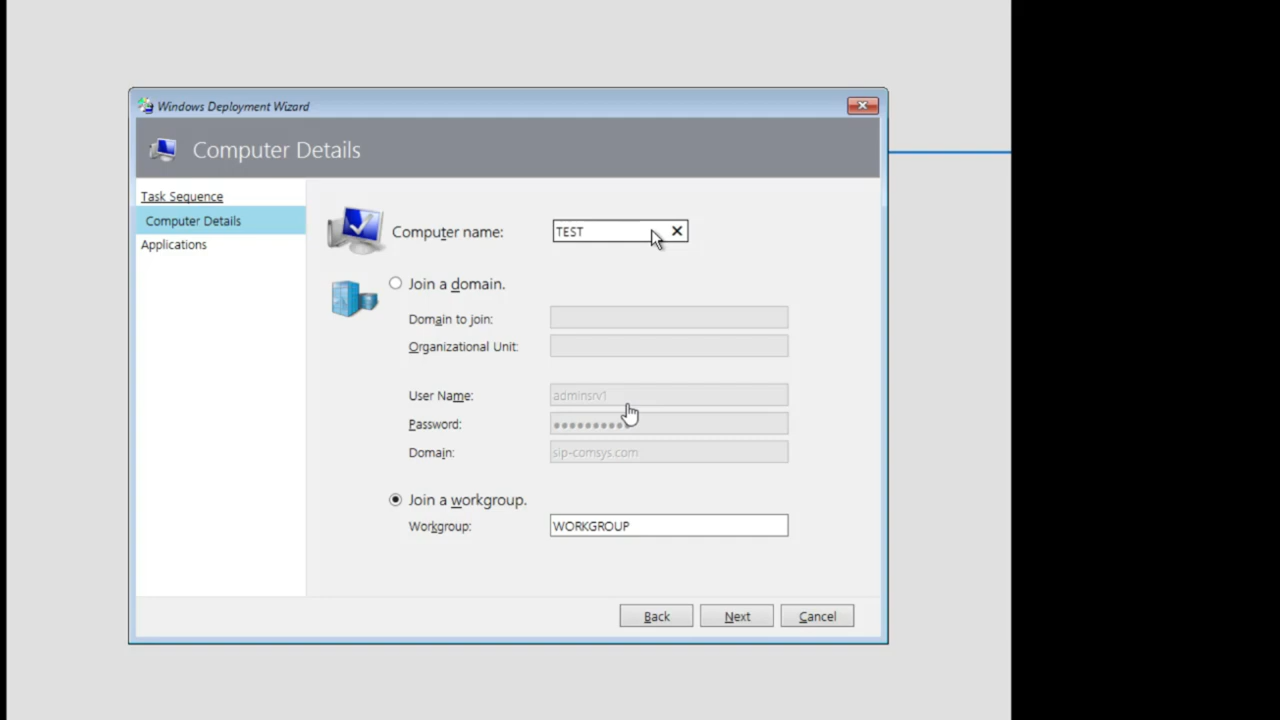 Windows Deployment Wizard
Computer Details
Task Sequence
Computer Details
Applications
Computer name: TEST
Join a domain.
Domain to join:
Organizational Unit:
User Name: adminsrv1
Password: ●●●●●●●●●●
Domain: sip-comsys.com
Join a workgroup.
Workgroup: WORKGROUP
Back Next Cancel